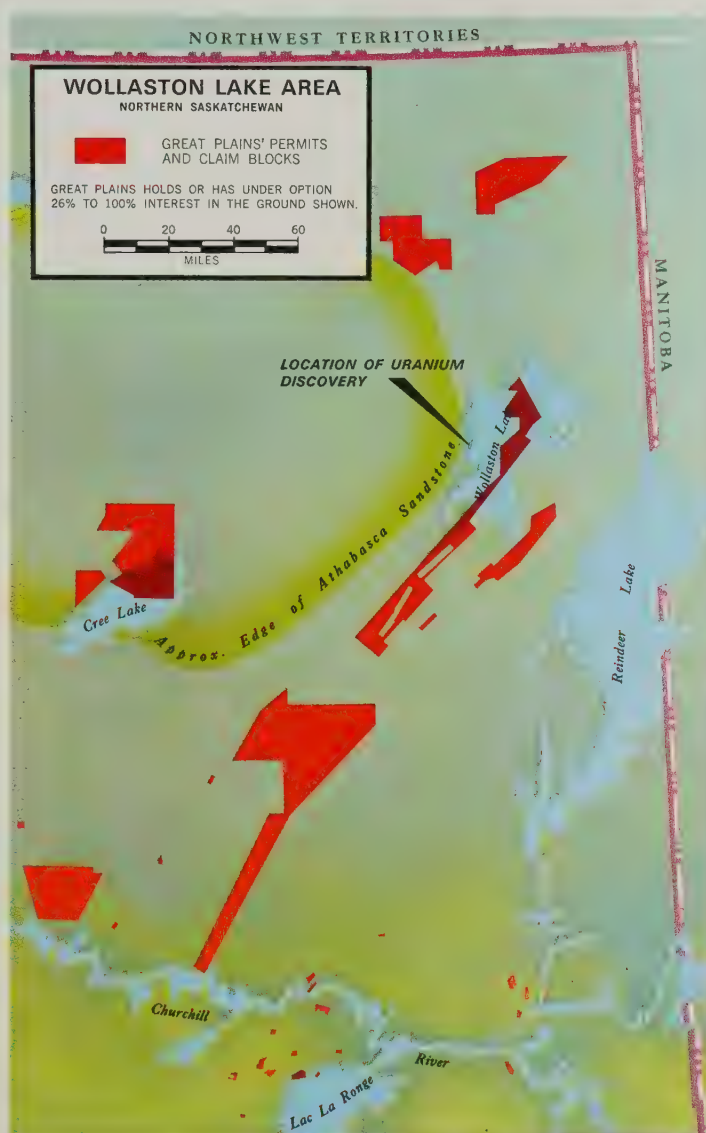 NORTHWEST TERRITORIES
WOLLASTON LAKE AREA
NORTHERN SASKATCHEWAN
GREAT PLAINS' PERMITS
AND CLAIM BLOCKS
GREAT PLAINS HOLDS OR HAS UNDER OPTION
26% TO 100% INTEREST IN THE GROUND SHOWN.
0 20 40 60
MILES
MANITOBA
LOCATION OF URANIUM
DISCOVERY
Wollaston Lake
Approx. Edge of Athabasca Sandstone
Cree Lake
Reindeer Lake
Churchill
River
Lac La Ronge